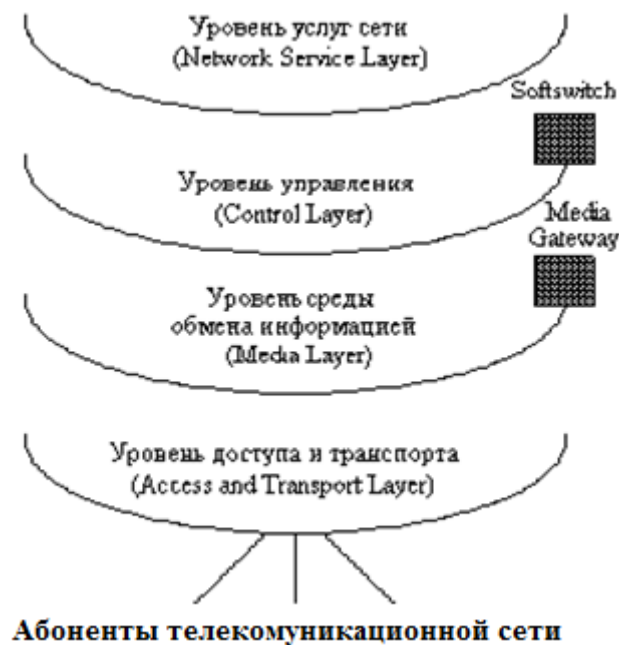 Уровень услуг сети
(Network Service Layer)
Softswitch
Уровень управления
(Control Layer)
Media
Gateway
Уровень среды
обмена информацией
(Media Layer)
Уровень доступа и транспорта
(Access and Transport Layer)
Абоненты телекомуникационной сети